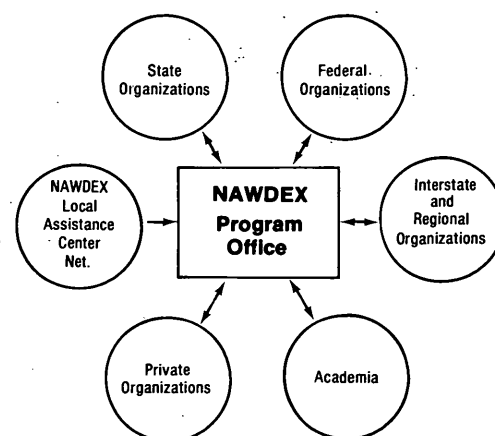 State
Organizations
Federal
Organizations
NAWDEX
Local
Assistance
Center
Net.
NAWDEX
Program
Office
Interstate
and
Regional
Organizations
Private
Organizations
Academia